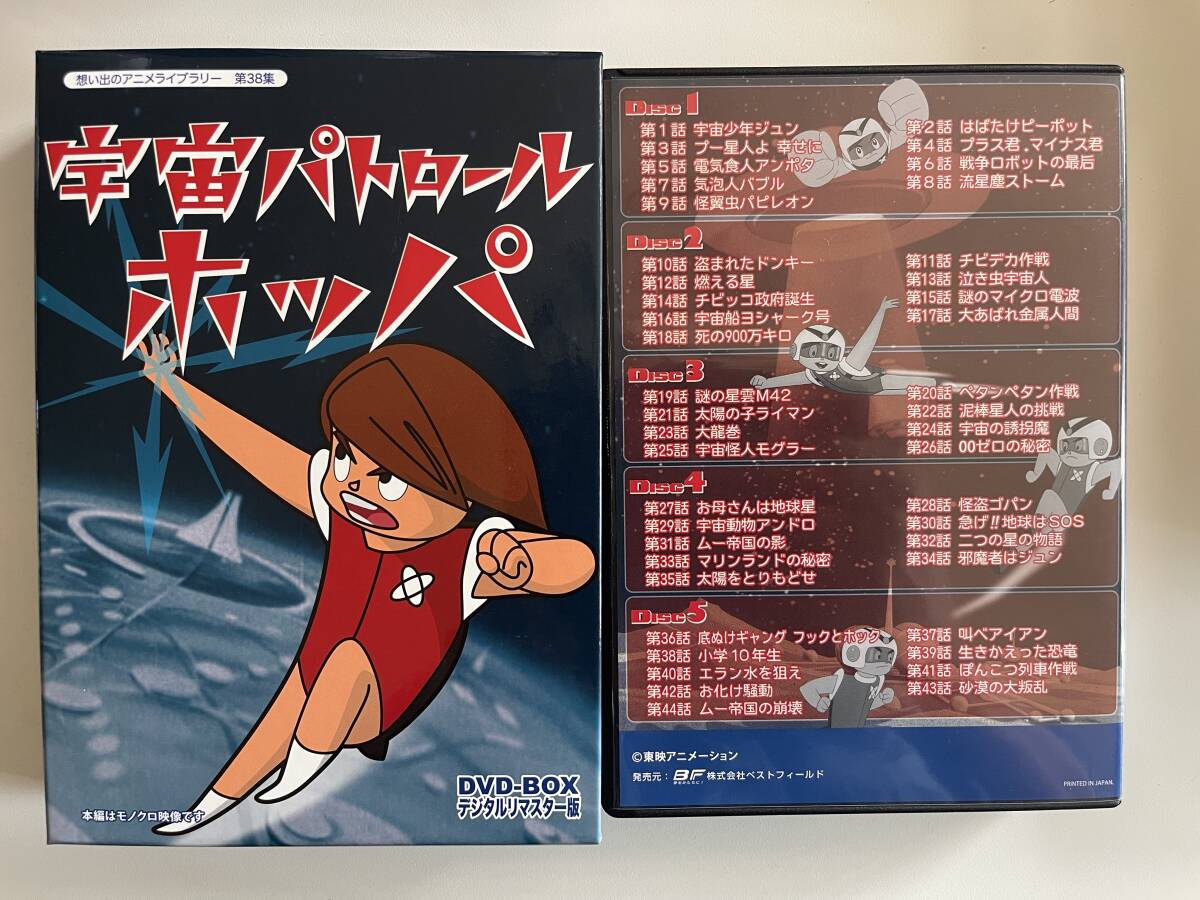 想い出のアニメライブラリー 第38集
宇宙パトロール
ホッパ
DVD-BOX
デジタルリマスター版
本編はモノクロ映像です
DISC1
第1話 宇宙少年ジュン 第2話 はばたけピーポット
第3話 プー星人よ 幸せに 第4話 プラス君、マイナス君
第5話 電気食人アンポタ 第6話 戦争ロボットの最后
第7話 気泡人バブル 第8話 流星塵ストーム
第9話 怪翼虫パピレオン
DISC2
第10話 盗まれたドンキー 第11話 チビデカ作戦
第12話 燃える星 第13話 泣き虫宇宙人
第14話 チビッコ政府誕生 第15話 謎のマイクロ電波
第16話 宇宙船ヨシャーク号 第17話 大あばれ金属人間
第18話 死の900万キロ
DISC3
第19話 謎の星雲M42 第20話 ペタンペタン作戦
第21話 太陽の子ライマン 第22話 泥棒星人の挑戦
第23話 大龍巻 第24話 宇宙の誘拐魔
第25話 宇宙怪人モグラー 第26話 00ゼロの秘密
DISC4
第27話 お母さんは地球星 第28話 怪盗ゴパン
第29話 宇宙動物アンドロ 第30話 急げ!!地球はSOS
第31話 ムー帝国の影 第32話 二つの星の物語
第33話 マリンランドの秘密 第34話 邪魔者はジュン
第35話 太陽をとりもどせ
DISC5
第36話 底ぬけギャング フックとホック 第37話 叫べアイアン
第38話 小学10年生 第39話 生きかえった恐竜
第40話 エラン水を狙え 第41話 ぽんこつ列車作戦
第42話 お化け騒動 第43話 砂漠の大叛乱
第44話 ムー帝国の崩壊
©東映アニメーション
発売元: BF 株式会社ベストフィールド
PRINTED IN JAPAN.